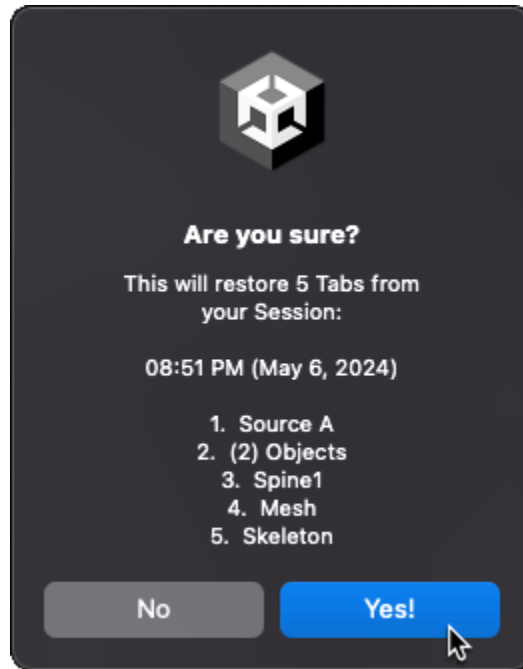 Are you sure?
This will restore 5 Tabs from
your Session:
08:51 PM (May 6, 2024)
1. Source A
2. (2) Objects
3. Spine1
4. Mesh
5. Skeleton
No
Yes!